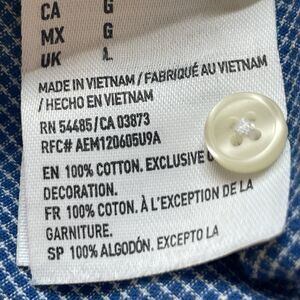 CA G
MX G
UK L
MADE IN VIETNAM / FABRIQUÉ AU VIETNAM
/ HECHO EN VIETNAM
RN 54485/CA 03873
RFC# AEM120605U9A
EN 100% COTTON. EXCLUSIVE
DECORATION.
FR 100% COTON. À L'EXCEPTION DE LA
GARNITURE.
SP 100% ALGODÓN. EXCEPTO LA